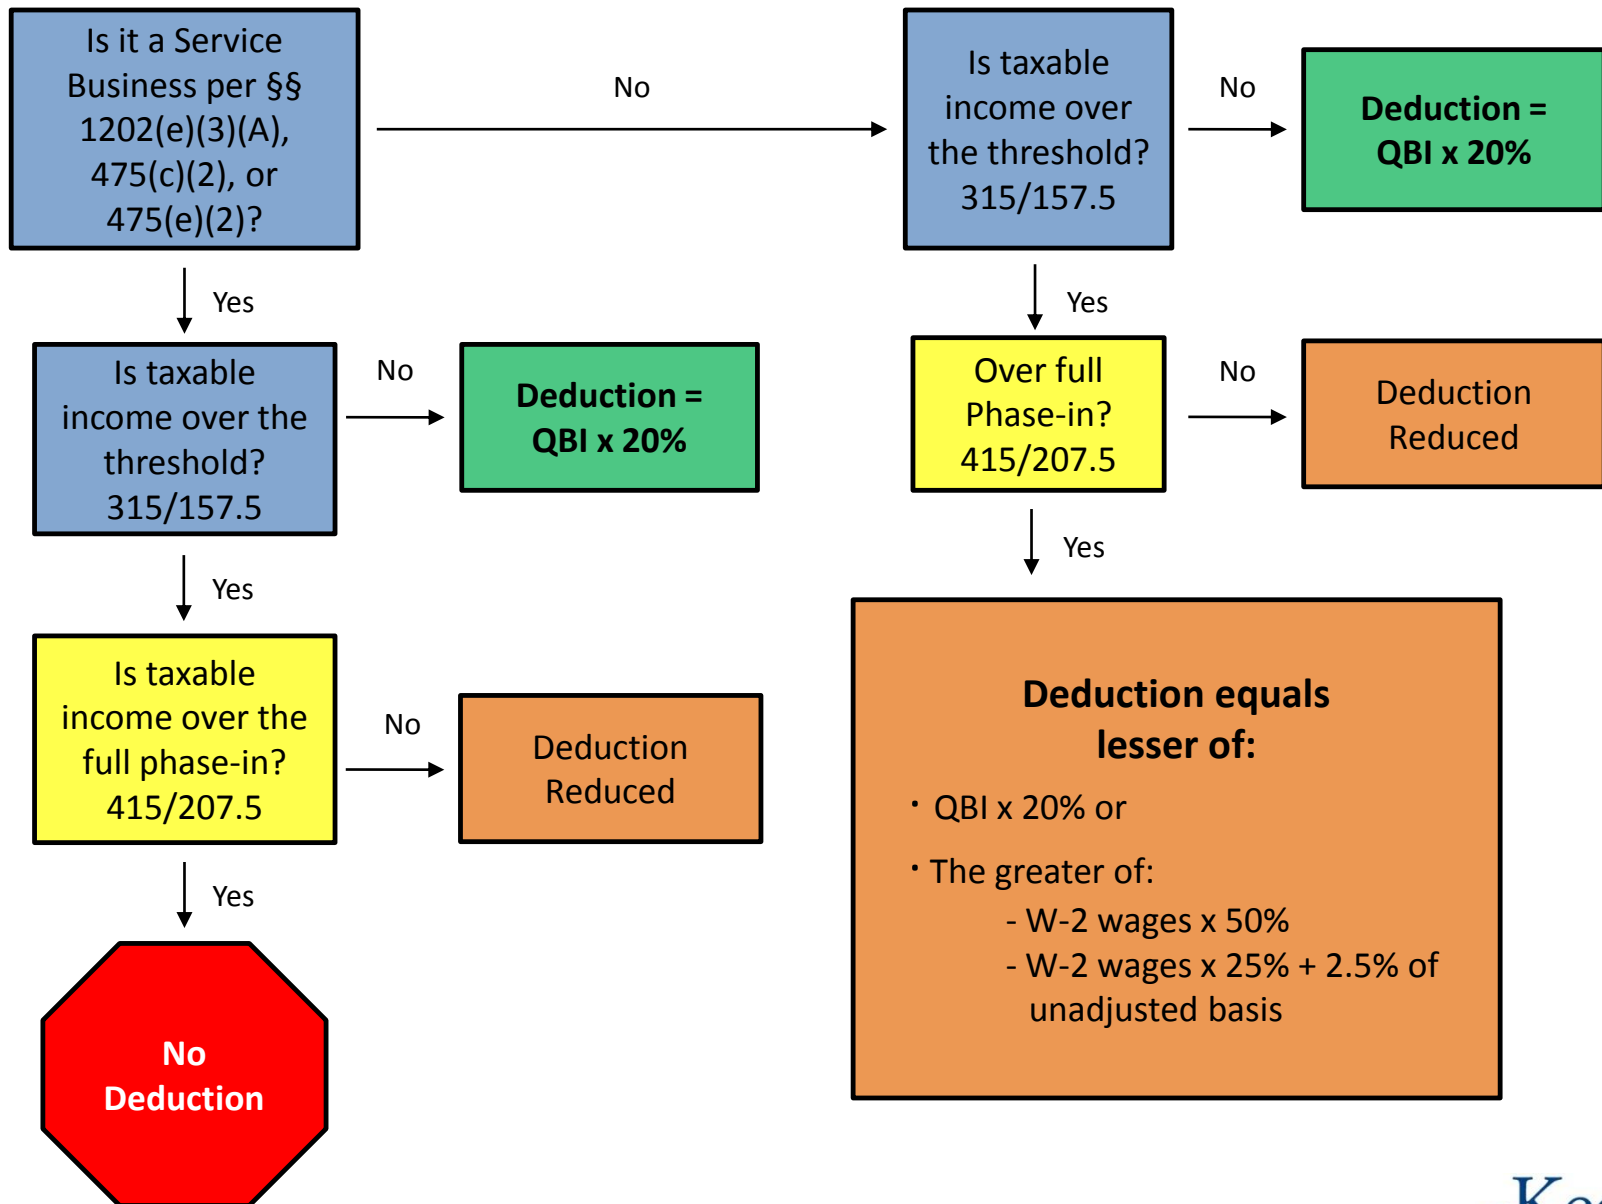 Is it a Service
Business per §§
1202(e)(3)(A),
475(c)(2), or
475(e)(2)?
No
Is taxable
income over
the threshold?
315/157.5
No
Deduction =
QBI x 20%
Yes
Yes
Is taxable
income over the
threshold?
315/157.5
No
Deduction =
QBI x 20%
Over full
Phase-in?
415/207.5
No
Deduction
Reduced
Yes
Yes
Is taxable
income over the
full phase-in?
415/207.5
No
Deduction
Reduced
Deduction equals
lesser of:
· QBI x 20% or
· The greater of:
- W-2 wages x 50%
- W-2 wages x 25% + 2.5% of
unadjusted basis
Yes
No
Deduction